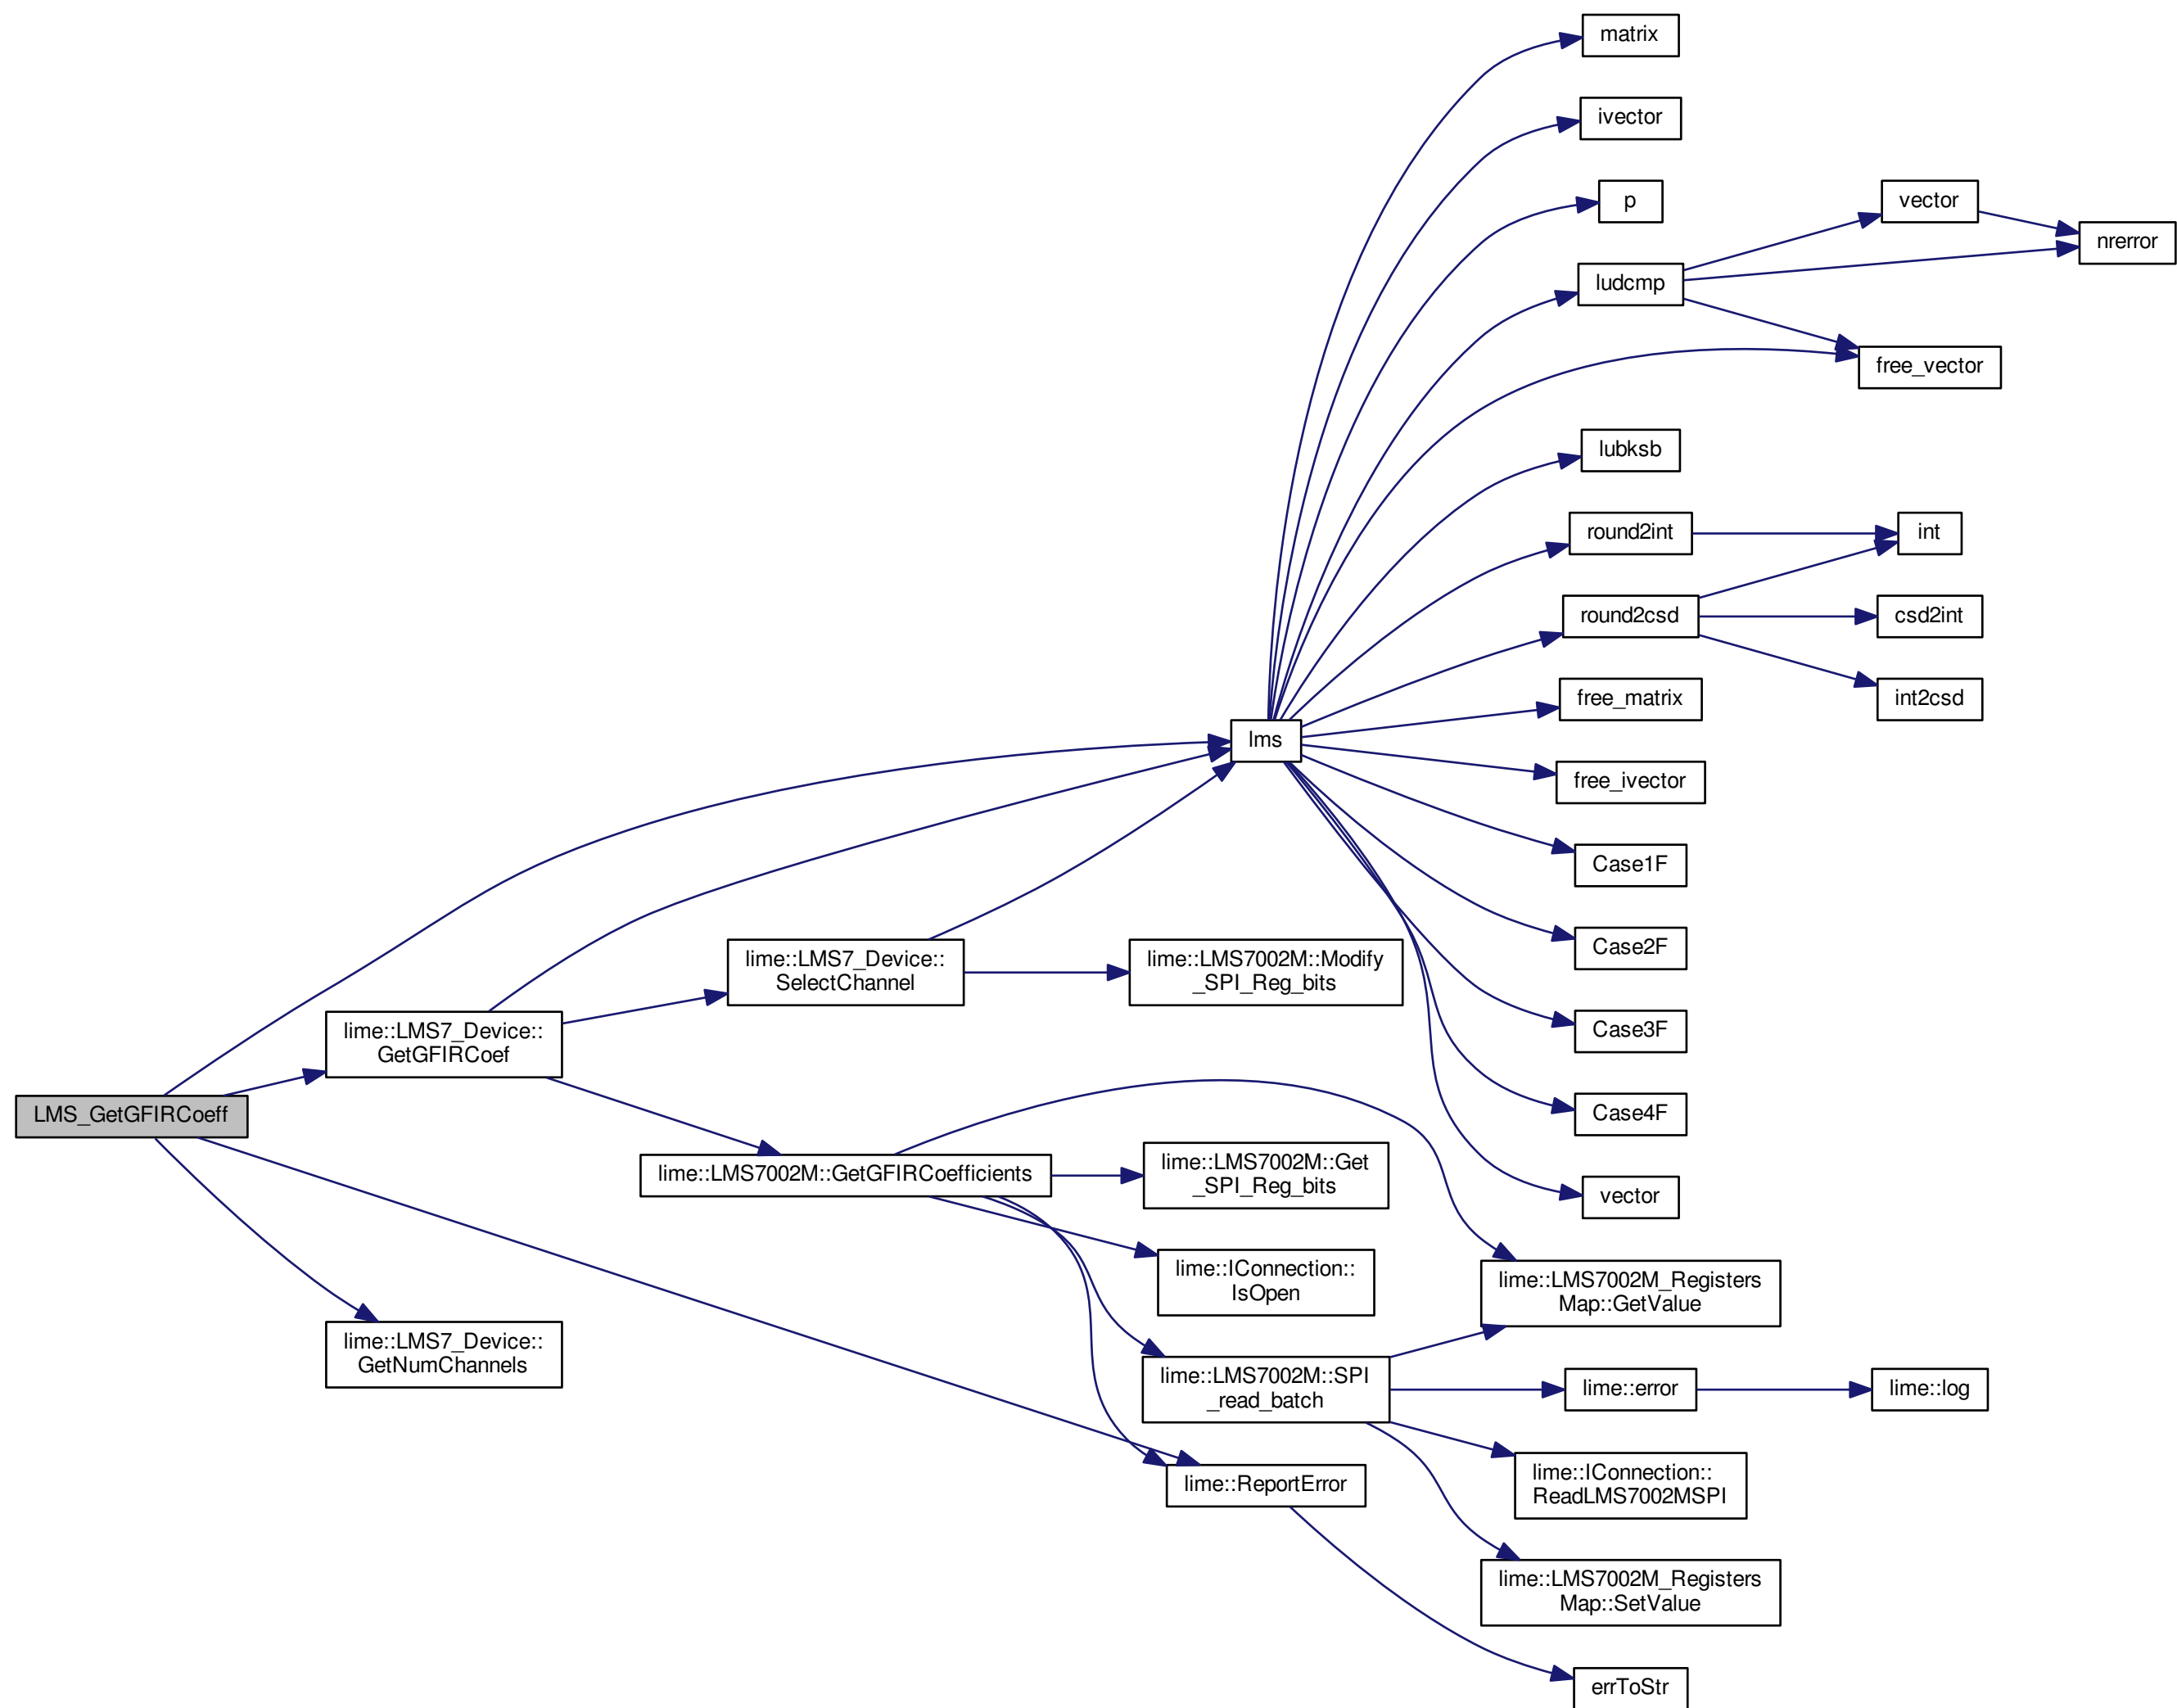 matrix
ivector
p
vector
nrerror
ludcmp
free_vector
lubksb
round2int
int
round2csd
csd2int
free_matrix
int2csd
lms
free_ivector
Case1F
Case2F
lime::LMS7_Device::
SelectChannel
lime::LMS7002M::Modify
_SPI_Reg_bits
Case3F
lime::LMS7_Device::
GetGFIRCoef
Case4F
LMS_GetGFIRCoeff
lime::LMS7002M::GetGFIRCoefficients
lime::LMS7002M::Get
_SPI_Reg_bits
vector
lime::IConnection::
IsOpen
lime::LMS7002M_Registers
Map::GetValue
lime::LMS7_Device::
GetNumChannels
lime::LMS7002M::SPI
_read_batch
lime::error
lime::log
lime::ReportError
lime::IConnection::
ReadLMS7002MSPI
lime::LMS7002M_Registers
Map::SetValue
errToStr